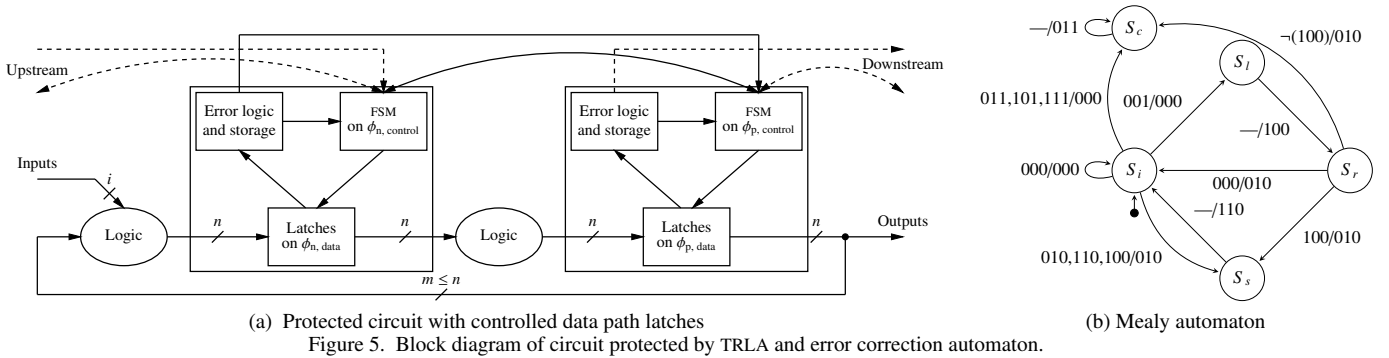 Upstream
Downstream
Error logic
and storage
FSM
on ϕn, control
Error logic
and storage
FSM
on ϕp, control
Inputs
i
Logic
n
Latches
on ϕn, data
n
Logic
n
Latches
on ϕp, data
n
Outputs
m ≤ n
(a) Protected circuit with controlled data path latches
—/011
Sc
¬(100)/010
Sl
011,101,111/000
001/000
—/100
000/000
Si
Sr
000/010
—/110
100/010
010,110,100/010
Ss
(b) Mealy automaton
Figure 5. Block diagram of circuit protected by TRLA and error correction automaton.